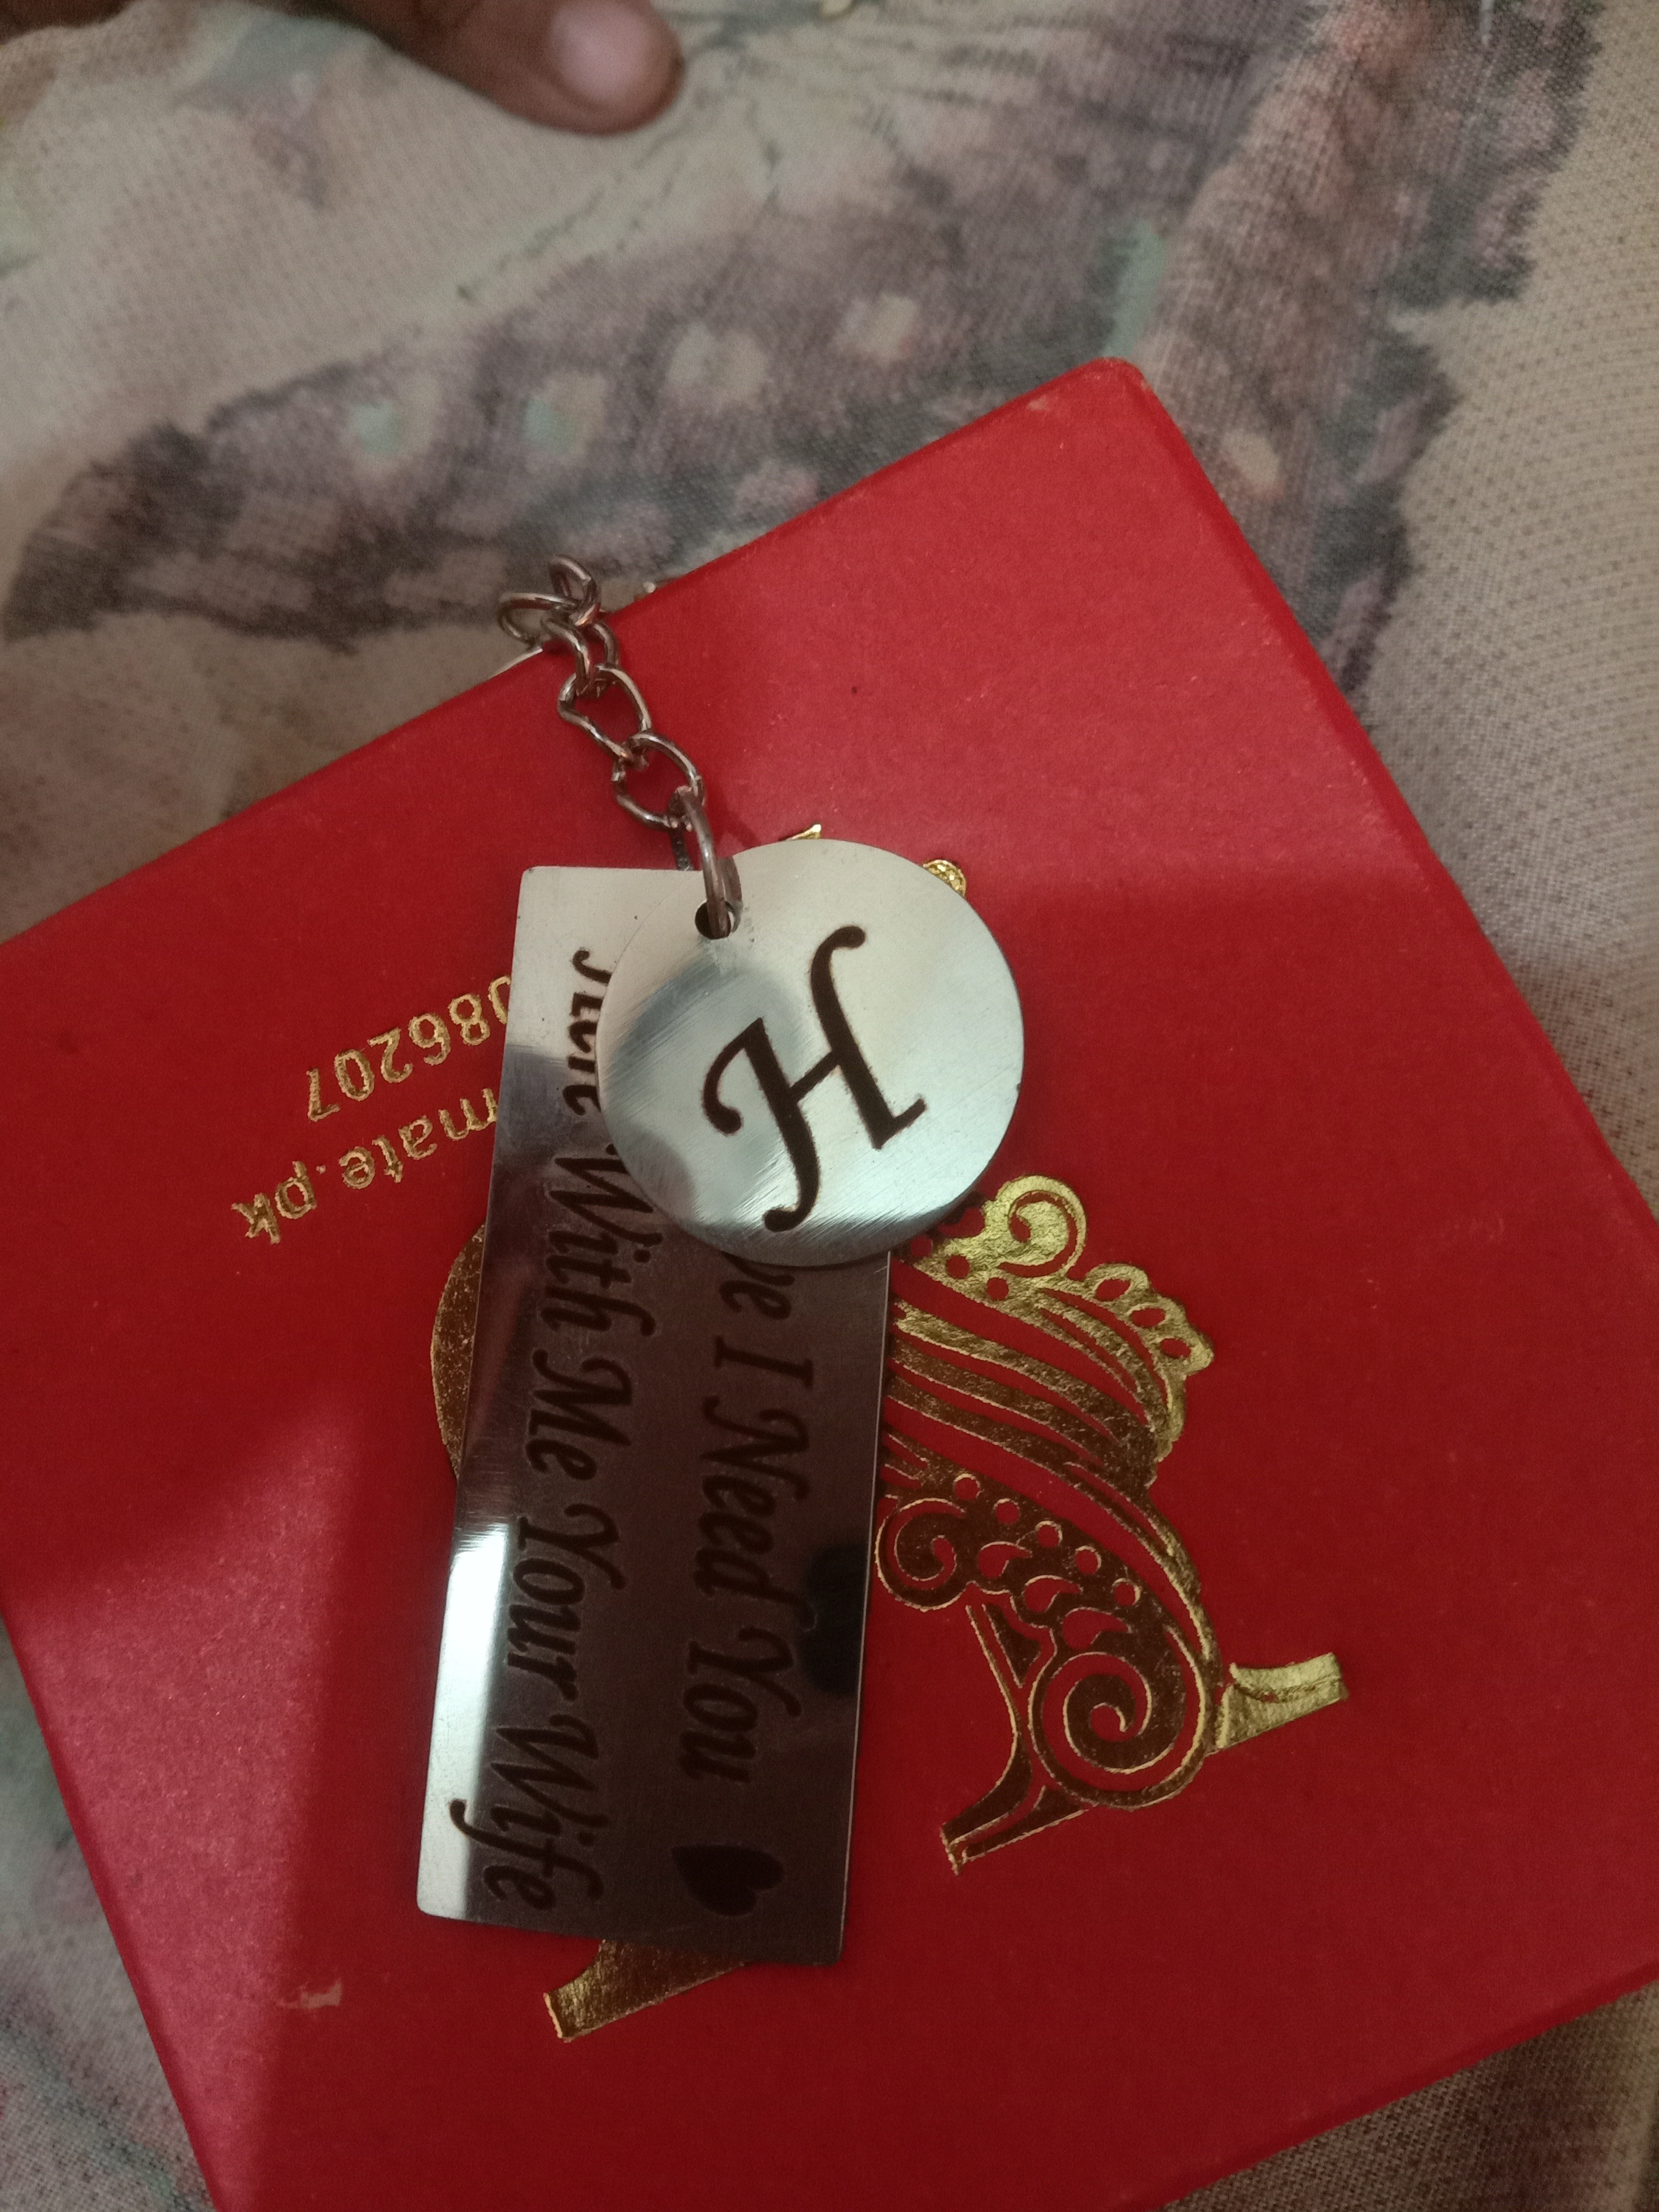 H
I Need You
With Me Your Wife
086207
mate.pk